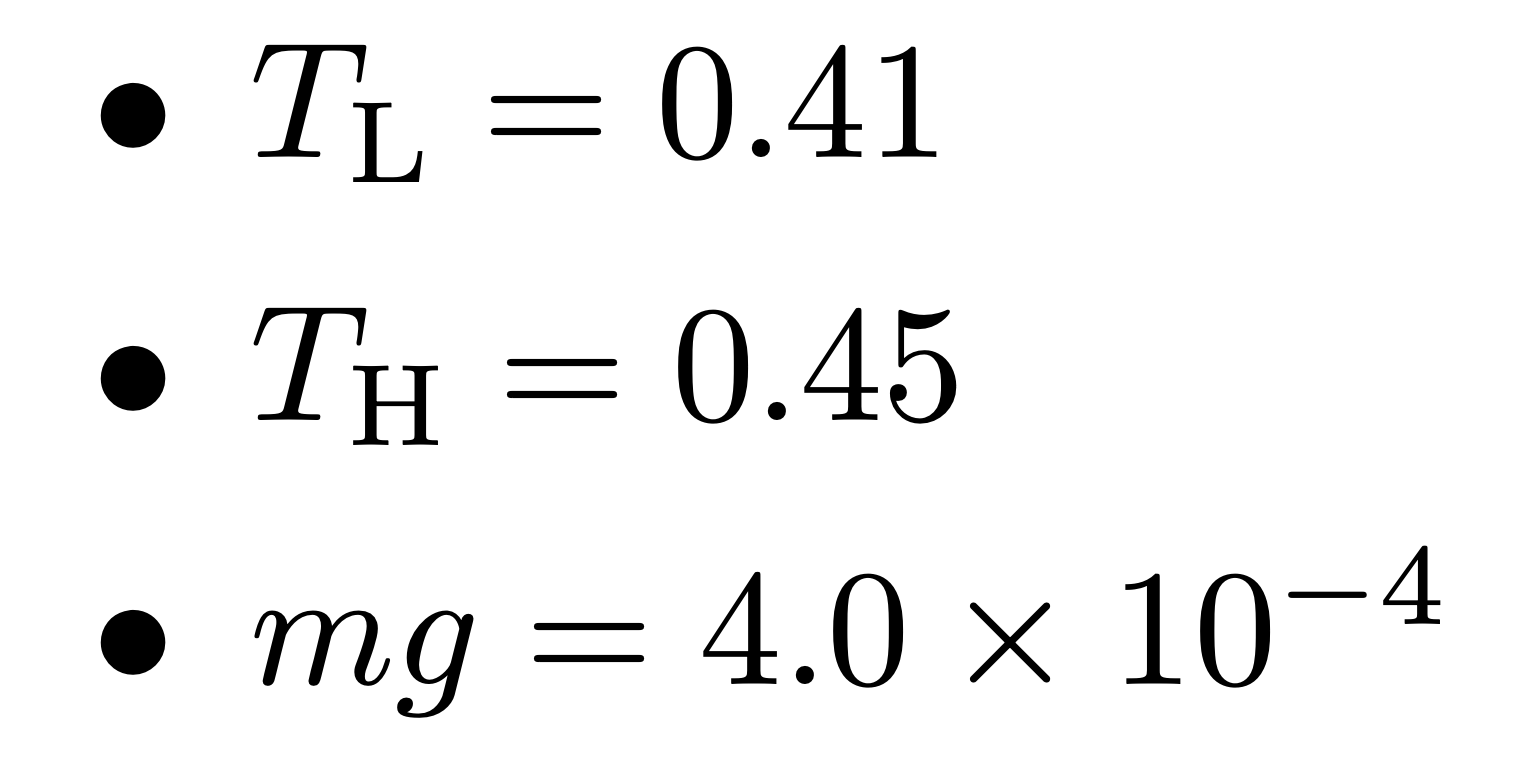 • T_L = 0.41
• T_H = 0.45
• mg = 4.0 × 10⁻⁴